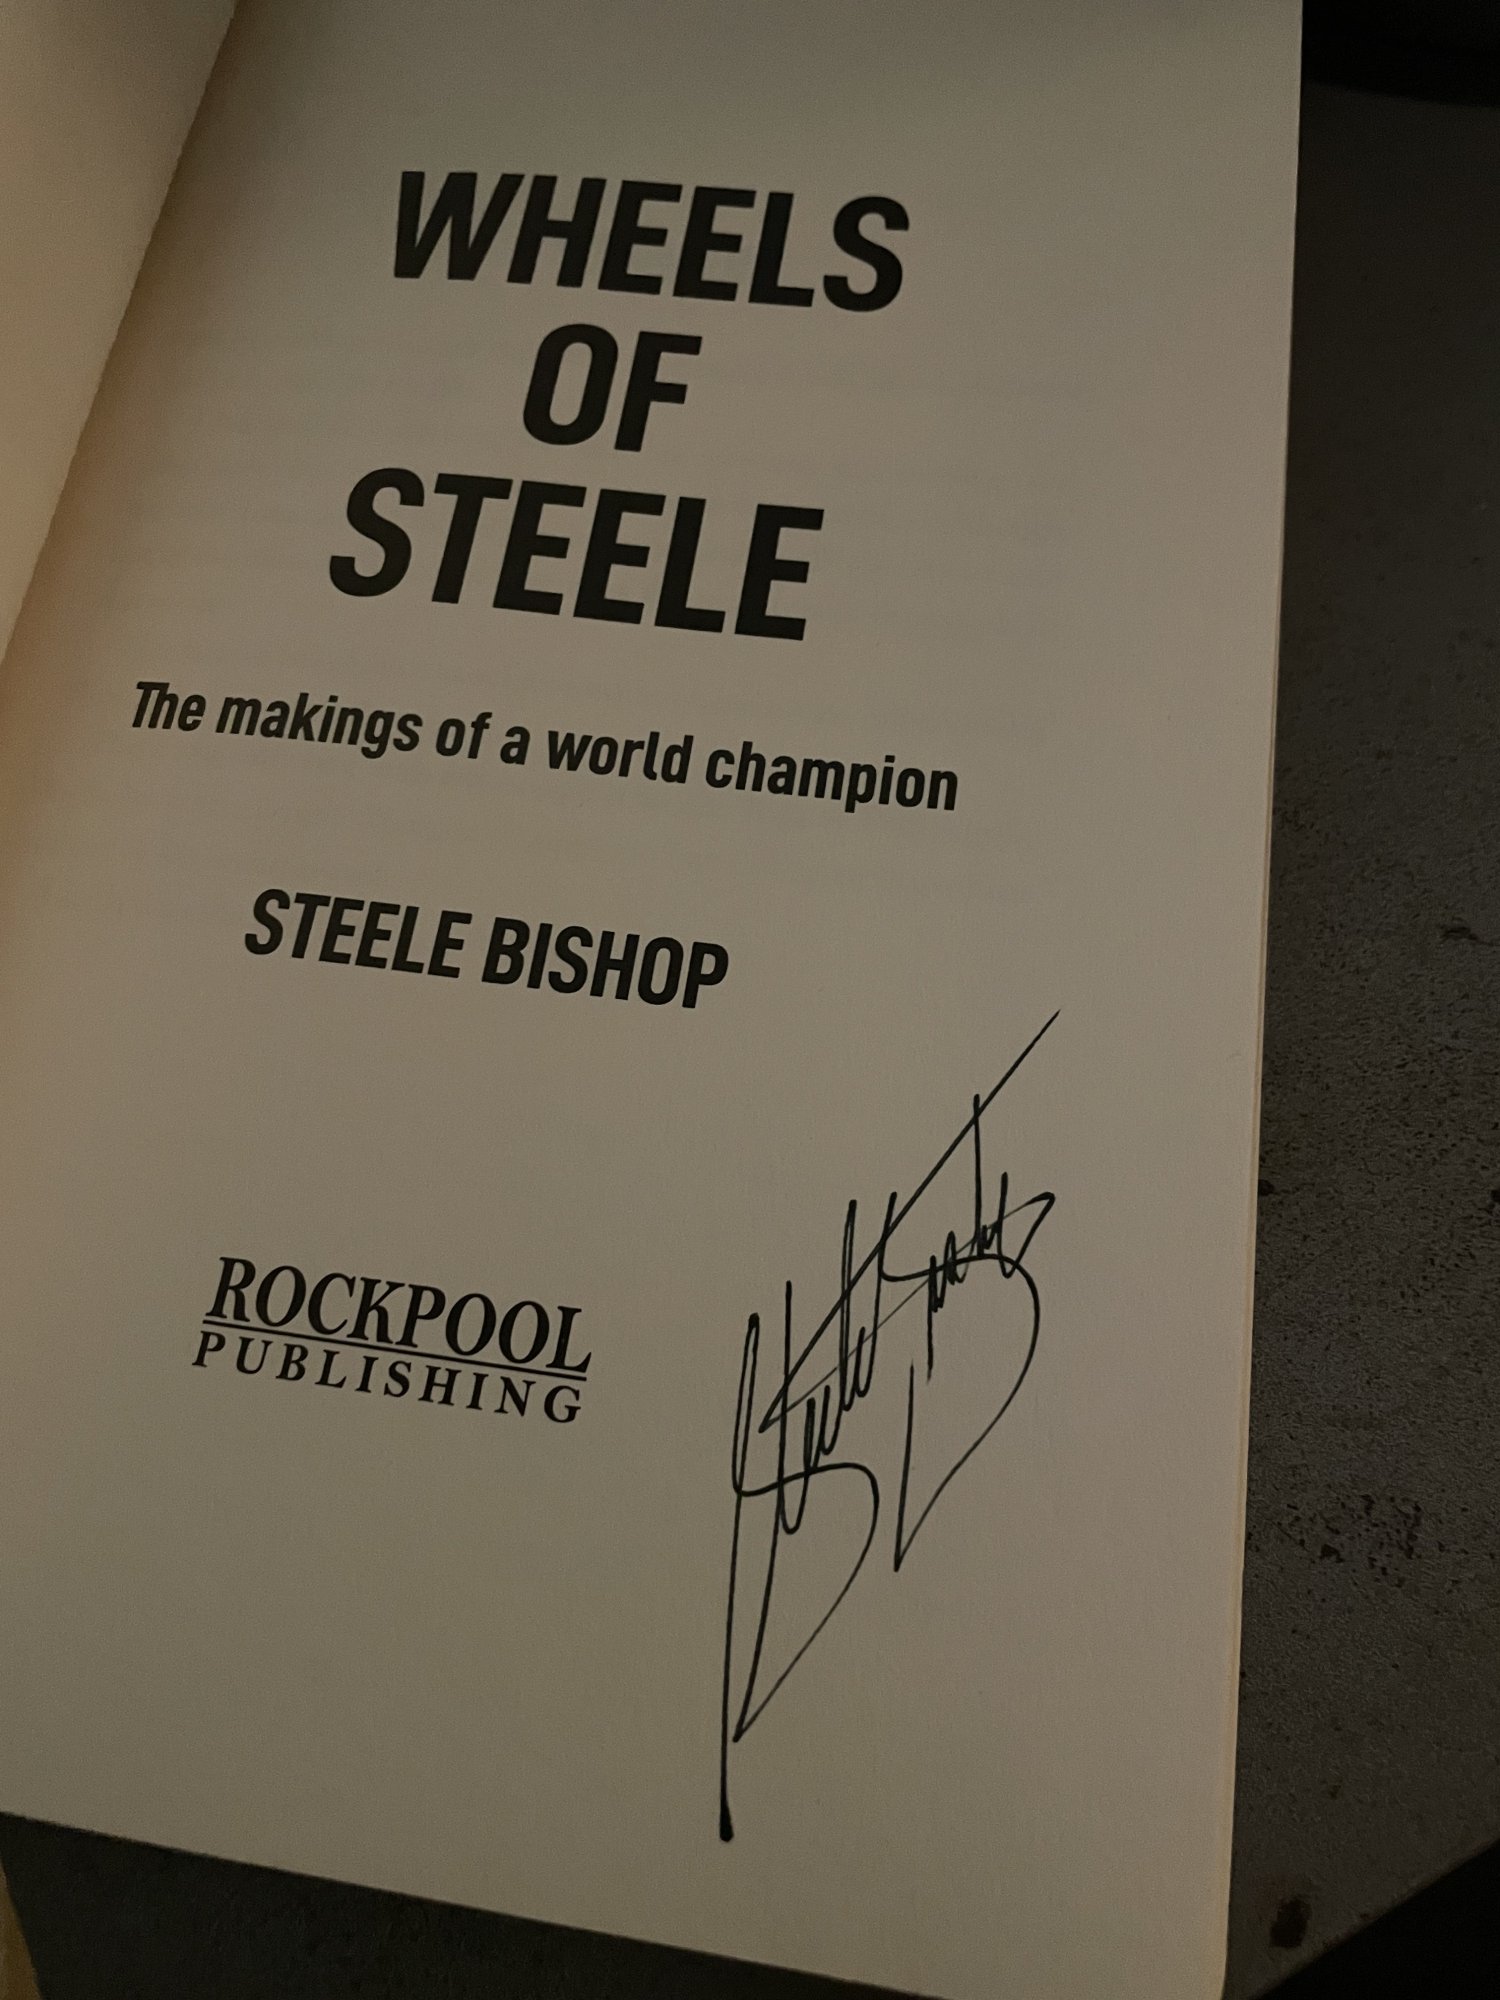 WHEELS
OF
STEELE
The makings of a world champion
STEELE BISHOP
ROCKPOOL
PUBLISHING